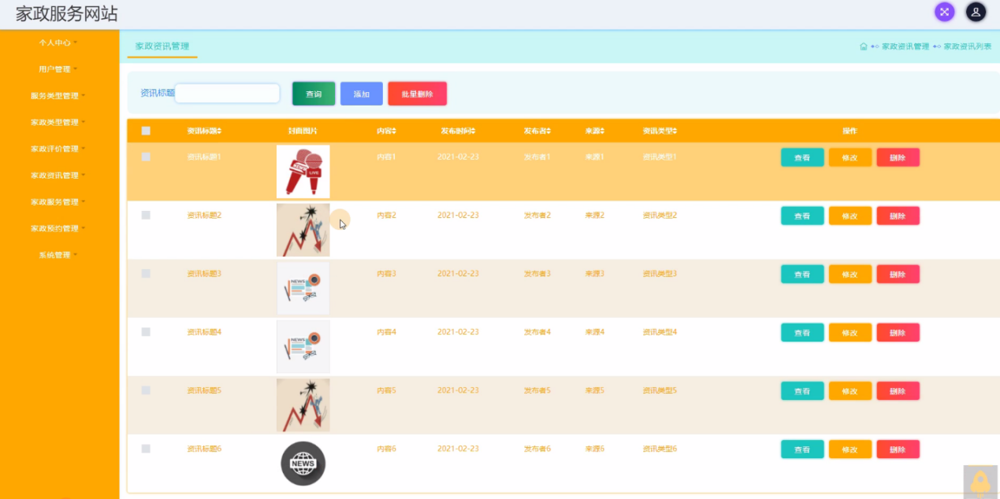 家政服务网站
个人中心
用户管理
服务类型管理
家政类型管理
家政评价管理
家政资讯管理
家政服务管理
家政预约管理
系统管理
家政资讯管理
家政资讯管理 家政资讯列表
资讯标题 查询 添加 批量删除
资讯标题 封面图片 内容 发布时间 发布者 来源 资讯类型 操作
资讯标题1 NEWS LIVE 内容1 2021-02-23 发布者1 来源1 资讯类型1 查看 修改 删除
资讯标题2 内容2 2021-02-23 发布者2 来源2 资讯类型2 查看 修改 删除
资讯标题3 NEWS 内容3 2021-02-23 发布者3 来源3 资讯类型3 查看 修改 删除
资讯标题4 NEWS 内容4 2021-02-23 发布者4 来源4 资讯类型4 查看 修改 删除
资讯标题5 内容5 2021-02-23 发布者5 来源5 资讯类型5 查看 修改 删除
资讯标题6 NEWS 内容6 2021-02-23 发布者6 来源6 资讯类型6 查看 修改 删除